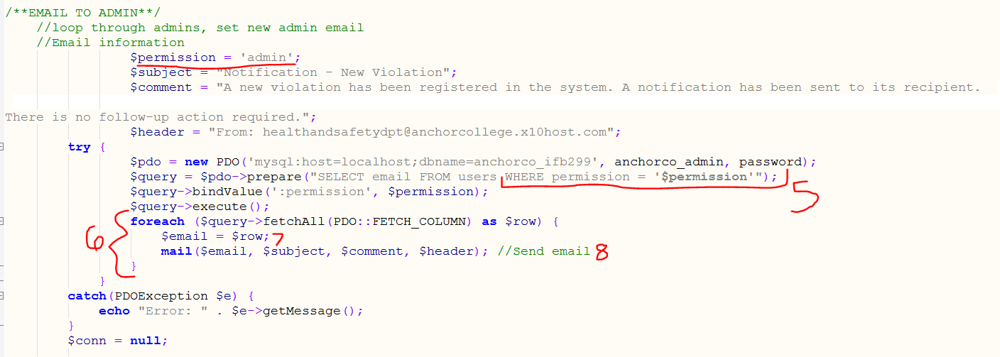 /**EMAIL TO ADMIN**/
//loop through admins, set new admin email
//Email information
$permission = 'admin';
$subject = "Notification - New Violation";
$comment = "A new violation has been registered in the system. A notification has been sent to its recipient.
There is no follow-up action required.";
$header = "From: healthandsafetydpt@anchorcollege.x10host.com";
try {
$pdo = new PDO('mysql:host=localhost;dbname=anchorco_ifb299', anchorco_admin, password);
$query = $pdo->prepare("SELECT email FROM users WHERE permission = '$permission'"); 5
$query->bindValue(':permission', $permission);
$query->execute();
6 foreach ($query->fetchAll(PDO::FETCH_COLUMN) as $row) {
$email = $row; 7
mail($email, $subject, $comment, $header); //Send email 8
}
}
catch(PDOException $e) {
echo "Error: " . $e->getMessage();
}
$conn = null;